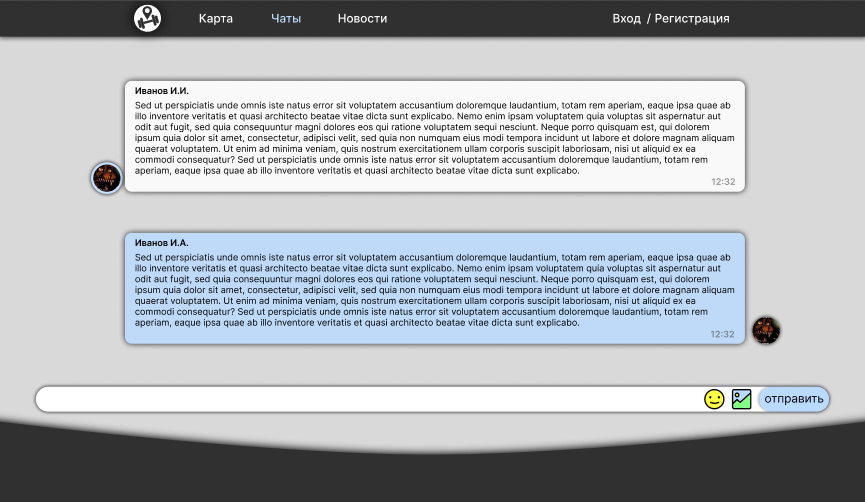 Карта Чаты Новости Вход / Регистрация
Иванов И.И.
Sed ut perspiciatis unde omnis iste natus error sit voluptatem accusantium doloremque laudantium, totam rem aperiam, eaque ipsa quae ab
illo inventore veritatis et quasi architecto beatae vitae dicta sunt explicabo. Nemo enim ipsam voluptatem quia voluptas sit aspernatur aut
odit aut fugit, sed quia consequuntur magni dolores eos qui ratione voluptatem sequi nesciunt. Neque porro quisquam est, qui dolorem
ipsum quia dolor sit amet, consectetur, adipisci velit, sed quia non numquam eius modi tempora incidunt ut labore et dolore magnam aliquam
quaerat voluptatem. Ut enim ad minima veniam, quis nostrum exercitationem ullam corporis suscipit laboriosam, nisi ut aliquid ex ea
commodi consequatur? Sed ut perspiciatis unde omnis iste natus error sit voluptatem accusantium doloremque laudantium, totam rem
aperiam, eaque ipsa quae ab illo inventore veritatis et quasi architecto beatae vitae dicta sunt explicabo.
12:32
Иванов И.А.
Sed ut perspiciatis unde omnis iste natus error sit voluptatem accusantium doloremque laudantium, totam rem aperiam, eaque ipsa quae ab
illo inventore veritatis et quasi architecto beatae vitae dicta sunt explicabo. Nemo enim ipsam voluptatem quia voluptas sit aspernatur aut
odit aut fugit, sed quia consequuntur magni dolores eos qui ratione voluptatem sequi nesciunt. Neque porro quisquam est, qui dolorem
ipsum quia dolor sit amet, consectetur, adipisci velit, sed quia non numquam eius modi tempora incidunt ut labore et dolore magnam aliquam
quaerat voluptatem. Ut enim ad minima veniam, quis nostrum exercitationem ullam corporis suscipit laboriosam, nisi ut aliquid ex ea
commodi consequatur? Sed ut perspiciatis unde omnis iste natus error sit voluptatem accusantium doloremque laudantium, totam rem
aperiam, eaque ipsa quae ab illo inventore veritatis et quasi architecto beatae vitae dicta sunt explicabo.
12:32
отправить